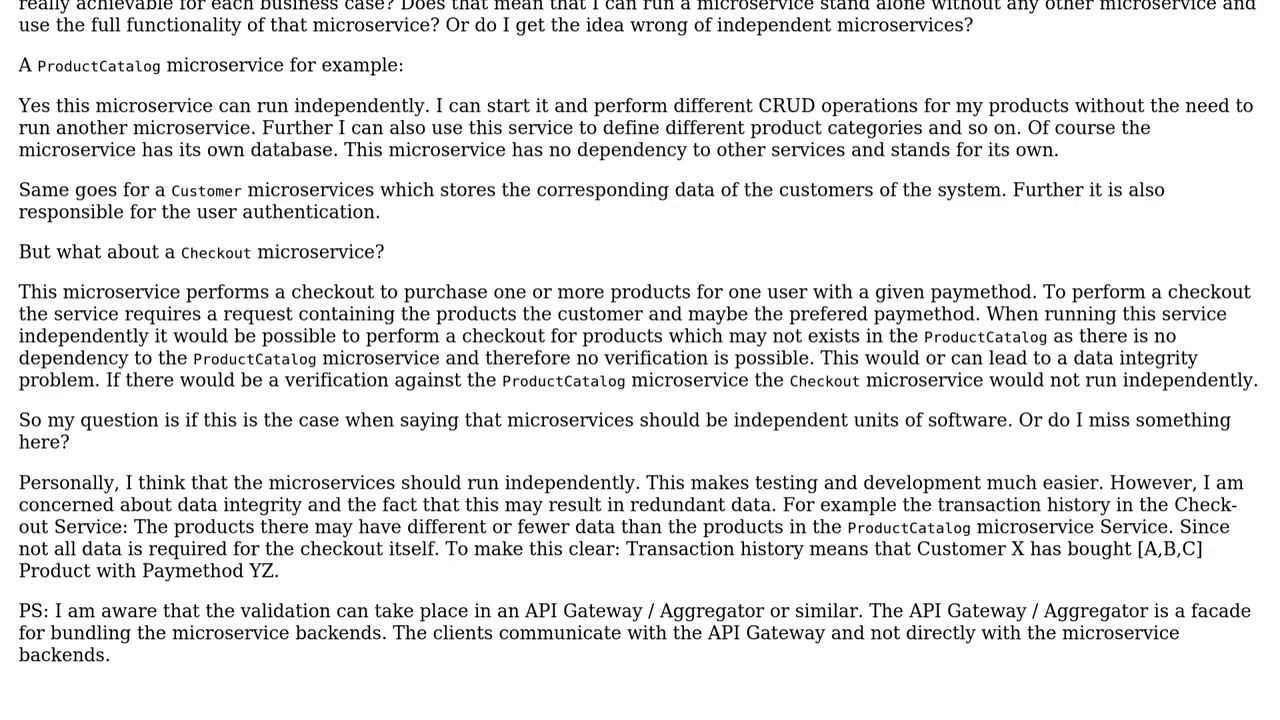 really achievable for each business case? Does that mean that I can run a microservice stand alone without any other microservice and
use the full functionality of that microservice? Or do I get the idea wrong of independent microservices?
A ProductCatalog microservice for example:
Yes this microservice can run independently. I can start it and perform different CRUD operations for my products without the need to
run another microservice. Further I can also use this service to define different product categories and so on. Of course the
microservice has its own database. This microservice has no dependency to other services and stands for its own.
Same goes for a Customer microservices which stores the corresponding data of the customers of the system. Further it is also
responsible for the user authentication.
But what about a Checkout microservice?
This microservice performs a checkout to purchase one or more products for one user with a given paymethod. To perform a checkout
the service requires a request containing the products the customer and maybe the prefered paymethod. When running this service
independently it would be possible to perform a checkout for products which may not exists in the ProductCatalog as there is no
dependency to the ProductCatalog microservice and therefore no verification is possible. This would or can lead to a data integrity
problem. If there would be a verification against the ProductCatalog microservice the Checkout microservice would not run independently.
So my question is if this is the case when saying that microservices should be independent units of software. Or do I miss something
here?
Personally, I think that the microservices should run independently. This makes testing and development much easier. However, I am
concerned about data integrity and the fact that this may result in redundant data. For example the transaction history in the Check-
out Service: The products there may have different or fewer data than the products in the ProductCatalog microservice Service. Since
not all data is required for the checkout itself. To make this clear: Transaction history means that Customer X has bought [A,B,C]
Product with Paymethod YZ.
PS: I am aware that the validation can take place in an API Gateway / Aggregator or similar. The API Gateway / Aggregator is a facade
for bundling the microservice backends. The clients communicate with the API Gateway and not directly with the microservice
backends.